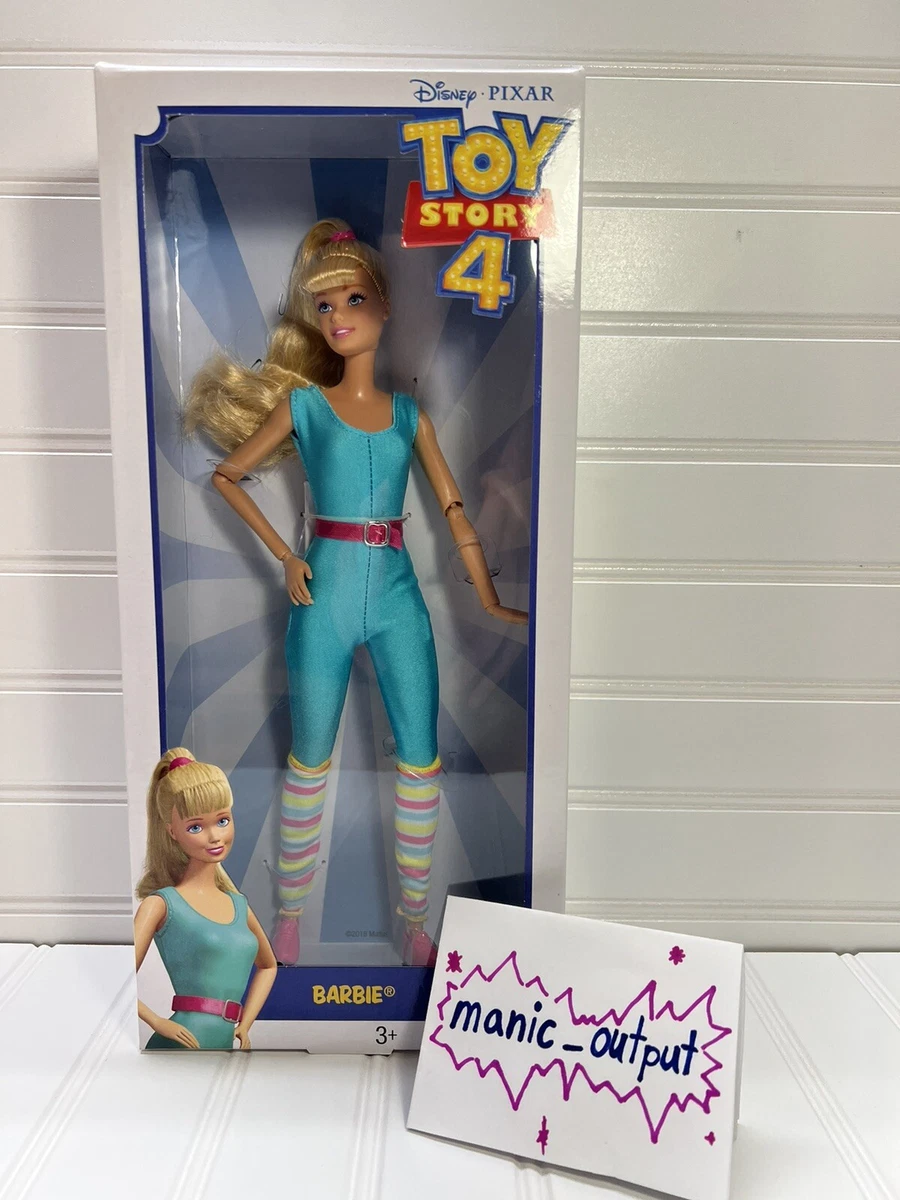 Disney · PIXAR
TOY
STORY
4
BARBIE®
3+
manic_output